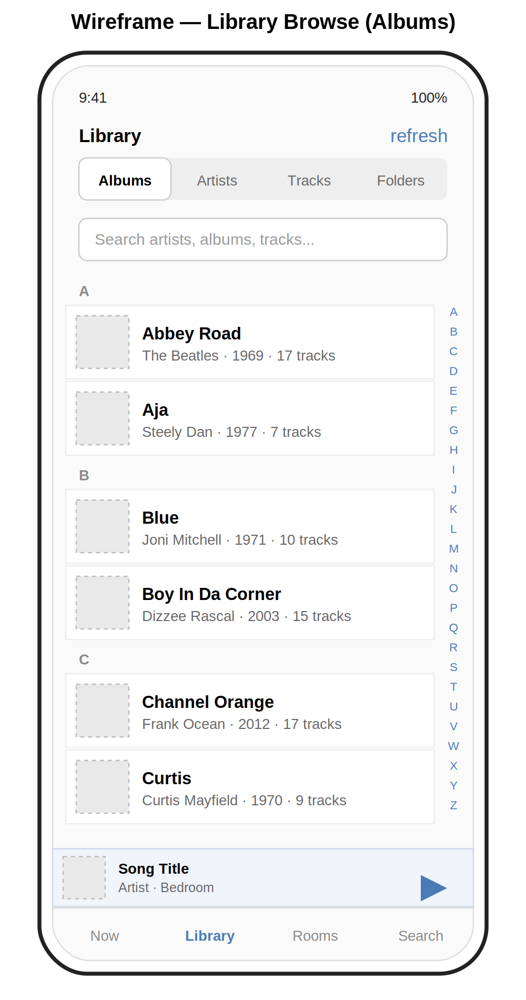 Wireframe — Library Browse (Albums)
9:41 100%
Library refresh
Albums Artists Tracks Folders
Search artists, albums, tracks...
A
Abbey Road
The Beatles · 1969 · 17 tracks
Aja
Steely Dan · 1977 · 7 tracks
B
Blue
Joni Mitchell · 1971 · 10 tracks
Boy In Da Corner
Dizzee Rascal · 2003 · 15 tracks
C
Channel Orange
Frank Ocean · 2012 · 17 tracks
Curtis
Curtis Mayfield · 1970 · 9 tracks
A
B
C
D
E
F
G
H
I
J
K
L
M
N
O
P
Q
R
S
T
U
V
W
X
Y
Z
Song Title
Artist · Bedroom
Now Library Rooms Search